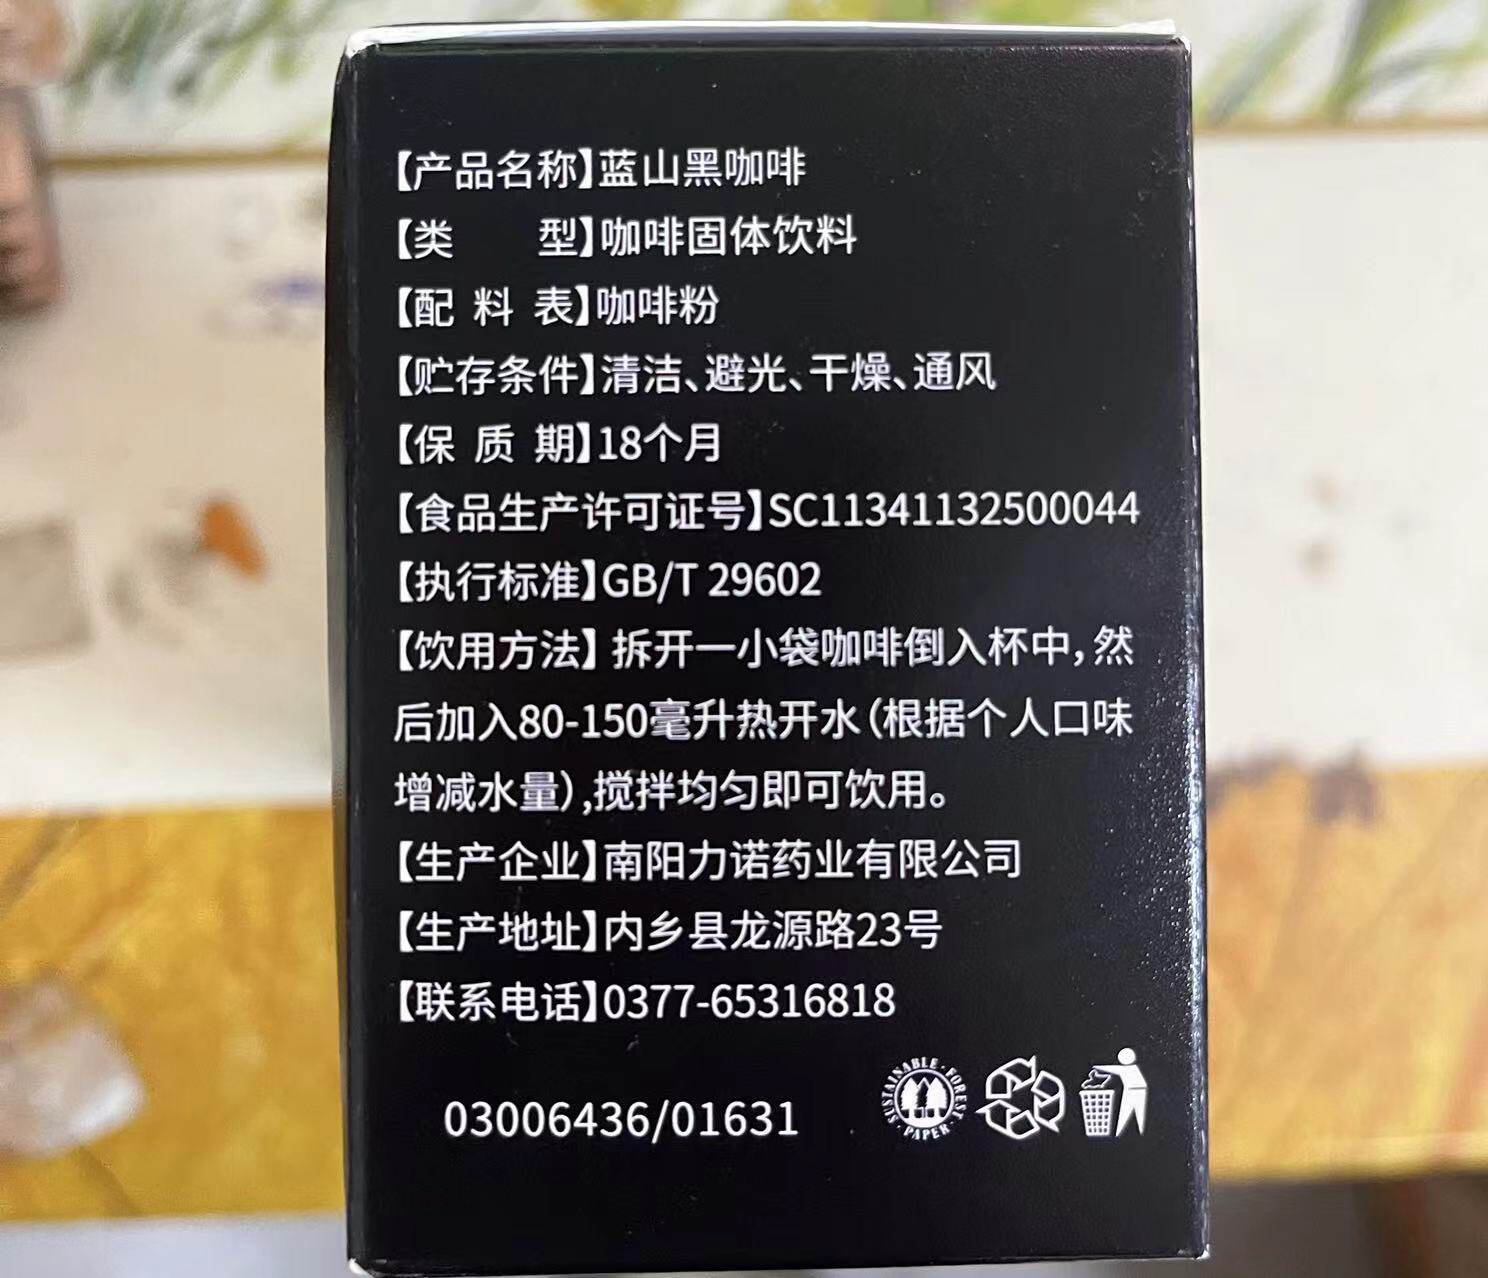 【产品名称】蓝山黑咖啡
【类 型】咖啡固体饮料
【配 料 表】咖啡粉
【贮存条件】清洁、避光、干燥、通风
【保 质 期】18个月
【食品生产许可证号】SC11341132500044
【执行标准】GB/T 29602
【饮用方法】拆开一小袋咖啡倒入杯中,然
后加入80-150毫升热开水(根据个人口味
增减水量),搅拌均匀即可饮用。
【生产企业】南阳力诺药业有限公司
【生产地址】内乡县龙源路23号
【联系电话】0377-65316818
03006436/01631
SUSTAINABLE·FOREST·PAPER·